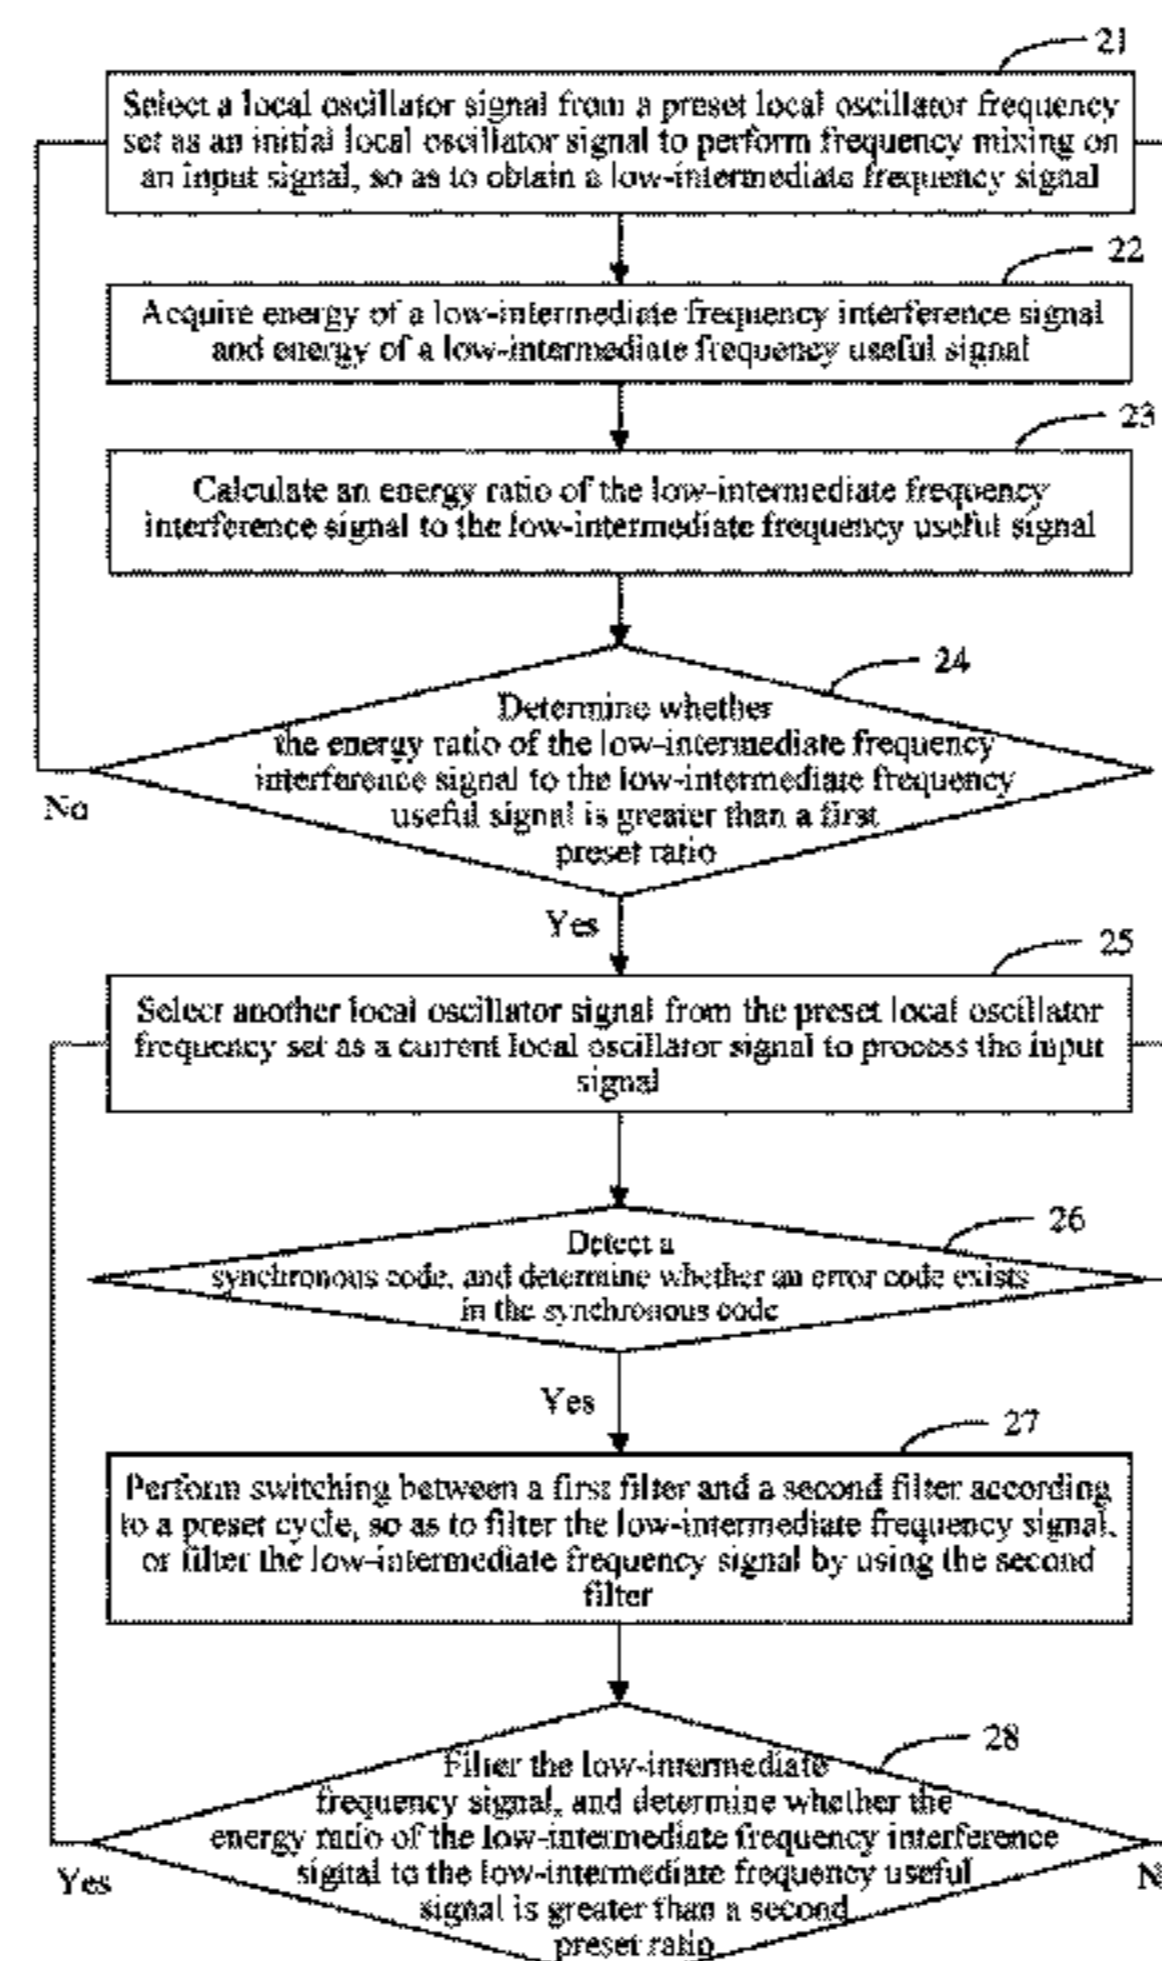 21
Select a local oscillator signal from a preset local oscillator frequency
set as an initial local oscillator signal to perform frequency mixing on
an input signal, so as to obtain a low-intermediate frequency signal
22
Acquire energy of a low-intermediate frequency interference signal
and energy of a low-intermediate frequency useful signal
23
Calculate an energy ratio of the low-intermediate frequency
interference signal to the low-intermediate frequency useful signal
24
Determine whether
the energy ratio of the low-intermediate frequency
interference signal to the low-intermediate frequency
useful signal is greater than a first
preset ratio
No
Yes
25
Select another local oscillator signal from the preset local oscillator
frequency set as a current local oscillator signal to process the input
signal
26
Detect a
synchronous code, and determine whether an error code exists
in the synchronous code
Yes
27
Perform switching between a first filter and a second filter according
to a preset cycle, so as to filter the low-intermediate frequency signal,
or filter the low-intermediate frequency signal by using the second
filter
28
Filter the low-intermediate
frequency signal, and determine whether the
energy ratio of the low-intermediate frequency interference
signal to the low-intermediate frequency useful
signal is greater than a second
preset ratio
Yes